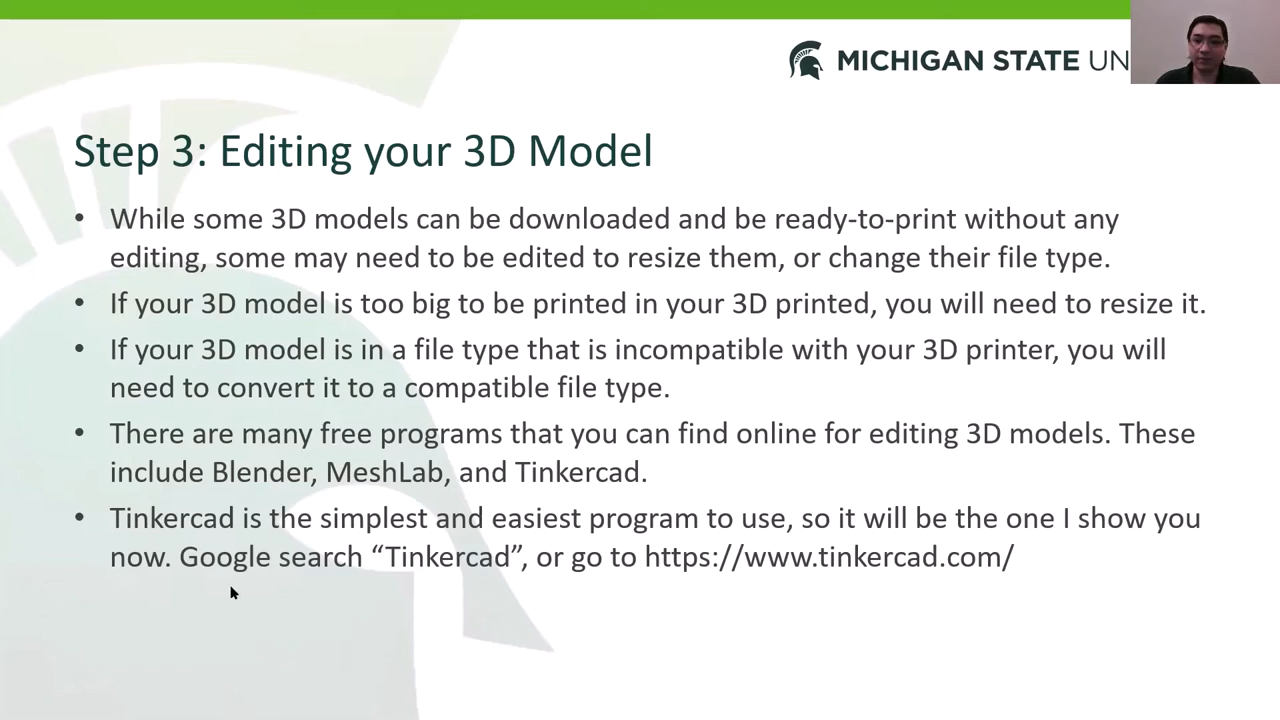 MICHIGAN STATE UN
Step 3: Editing your 3D Model
• While some 3D models can be downloaded and be ready-to-print without any
editing, some may need to be edited to resize them, or change their file type.
• If your 3D model is too big to be printed in your 3D printed, you will need to resize it.
• If your 3D model is in a file type that is incompatible with your 3D printer, you will
need to convert it to a compatible file type.
• There are many free programs that you can find online for editing 3D models. These
include Blender, MeshLab, and Tinkercad.
• Tinkercad is the simplest and easiest program to use, so it will be the one I show you
now. Google search “Tinkercad”, or go to https://www.tinkercad.com/